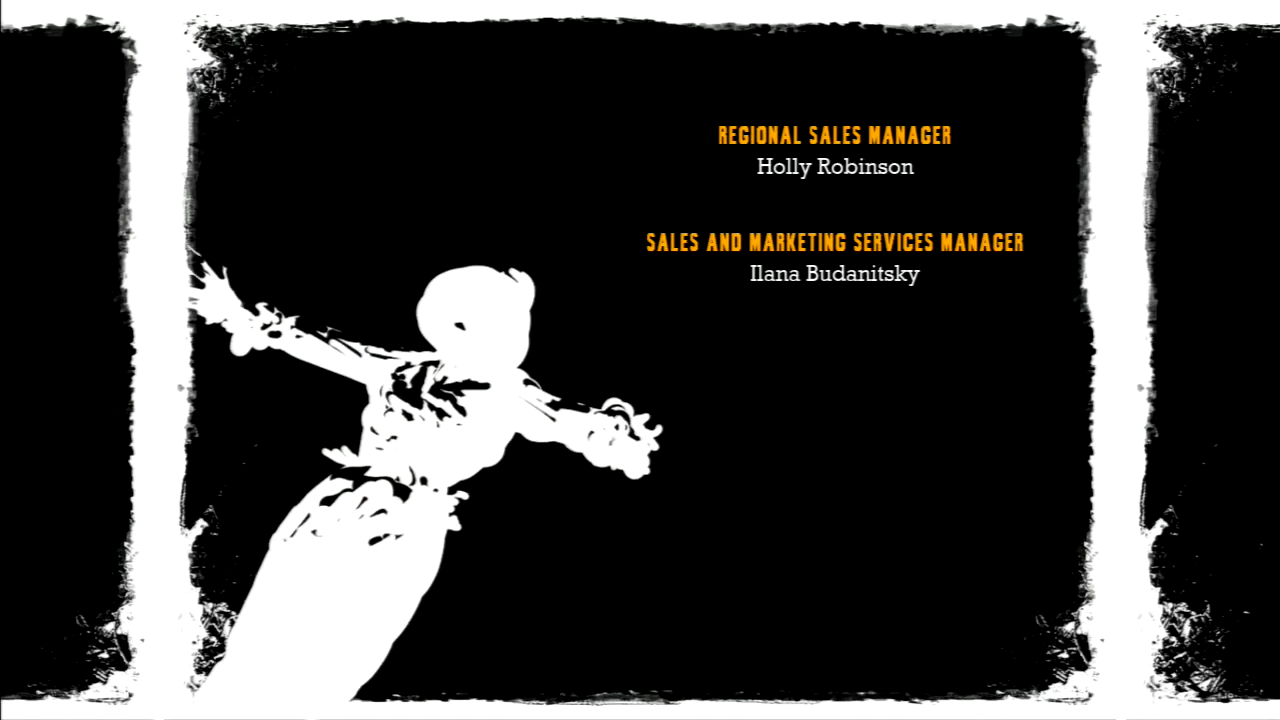 REGIONAL SALES MANAGER
Holly Robinson
SALES AND MARKETING SERVICES MANAGER
Ilana Budanitsky